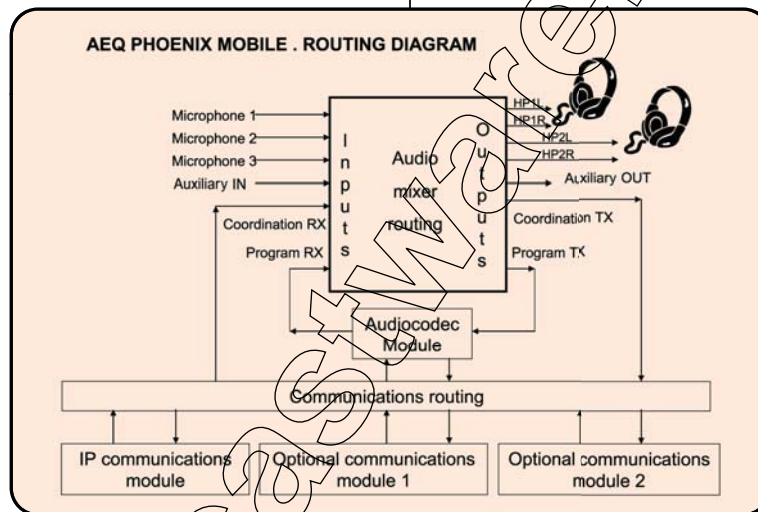 AEQ PHOENIX MOBILE . ROUTING DIAGRAM
Microphone 1
Microphone 2
Microphone 3
Auxiliary IN
Coordination RX
Program RX
Inputs
Audio
mixer
routing
Outputs
HP1L
HP1R
HP2L
HP2R
Auxiliary OUT
Coordination TX
Program TX
Audiocodec
Module
Communications routing
IP communications
module
Optional communications
module 1
Optional communications
module 2